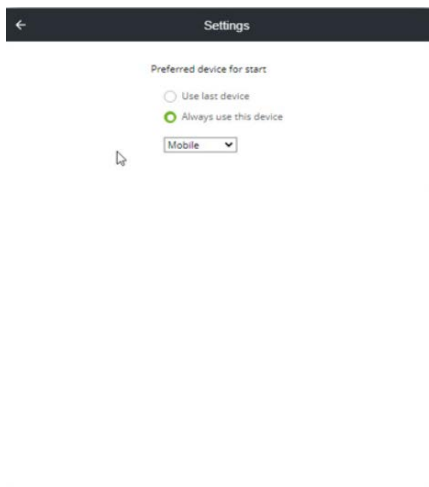 Settings
Preferred device for start
Use last device
Always use this device
Mobile